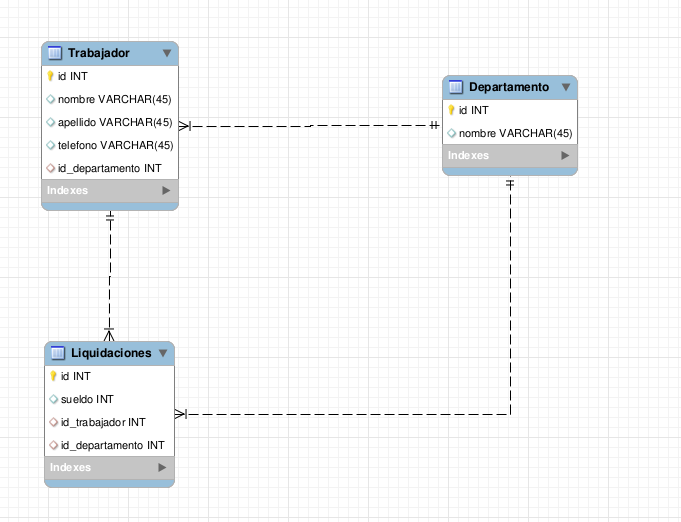 Trabajador
id INT
nombre VARCHAR(45)
apellido VARCHAR(45)
telefono VARCHAR(45)
id_departamento INT
Indexes
Departamento
id INT
nombre VARCHAR(45)
Indexes
Liquidaciones
id INT
sueldo INT
id_trabajador INT
id_departamento INT
Indexes